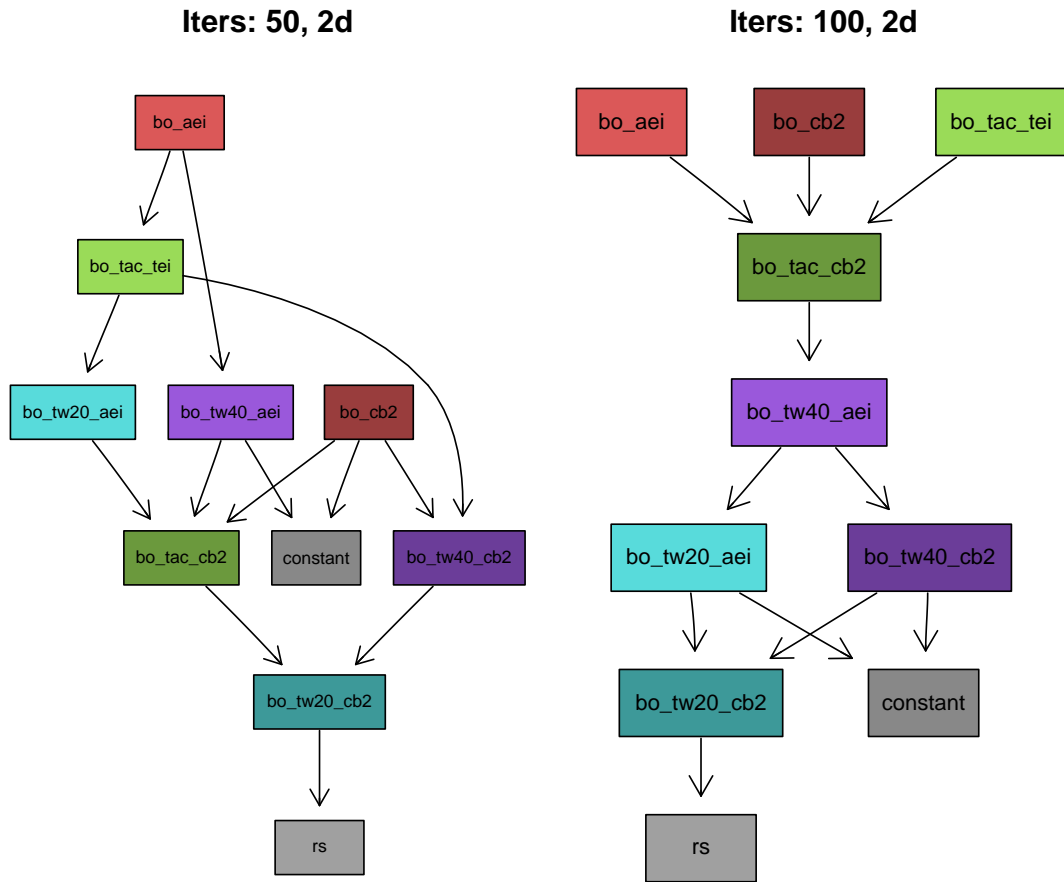 Iters: 50, 2d
bo_aei
bo_tac_tei
bo_tw20_aei
bo_tw40_aei
bo_cb2
bo_tac_cb2
constant
bo_tw40_cb2
bo_tw20_cb2
rs
Iters: 100, 2d
bo_aei
bo_cb2
bo_tac_tei
bo_tac_cb2
bo_tw40_aei
bo_tw20_aei
bo_tw40_cb2
bo_tw20_cb2
constant
rs